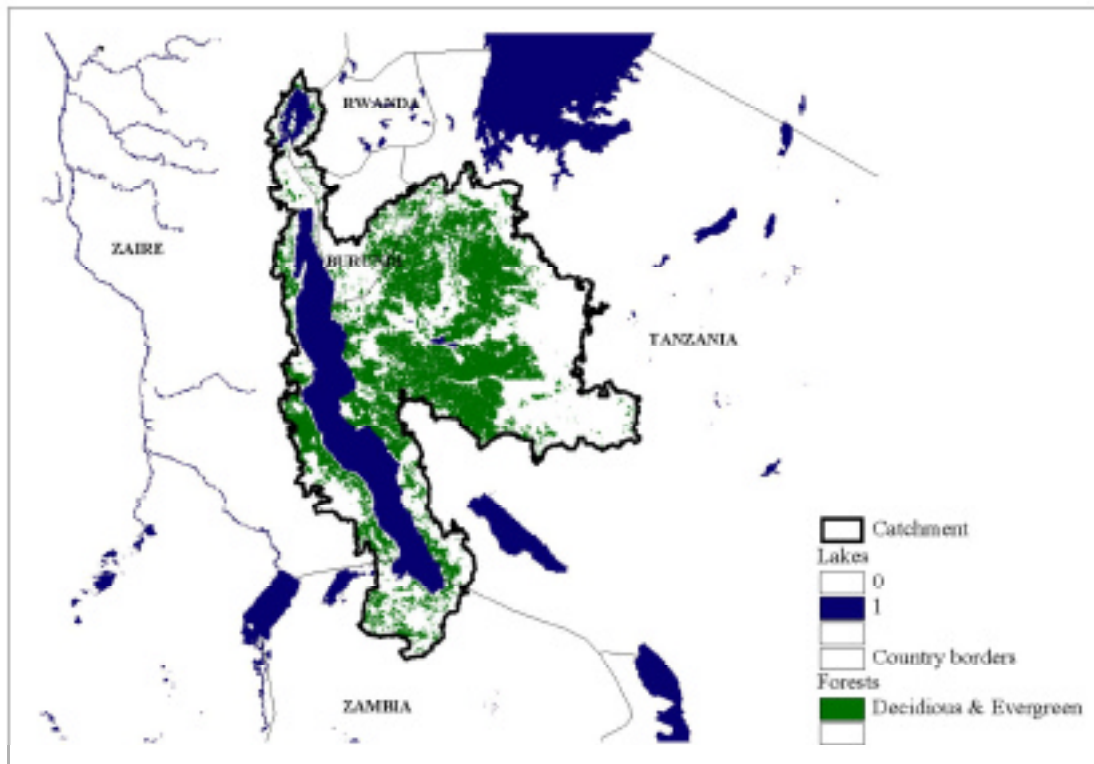 RWANDA
ZAIRE
BURUNDI
TANZANIA
ZAMBIA
Catchment
Lakes
0
1
Country borders
Forests
Decidious & Evergreen